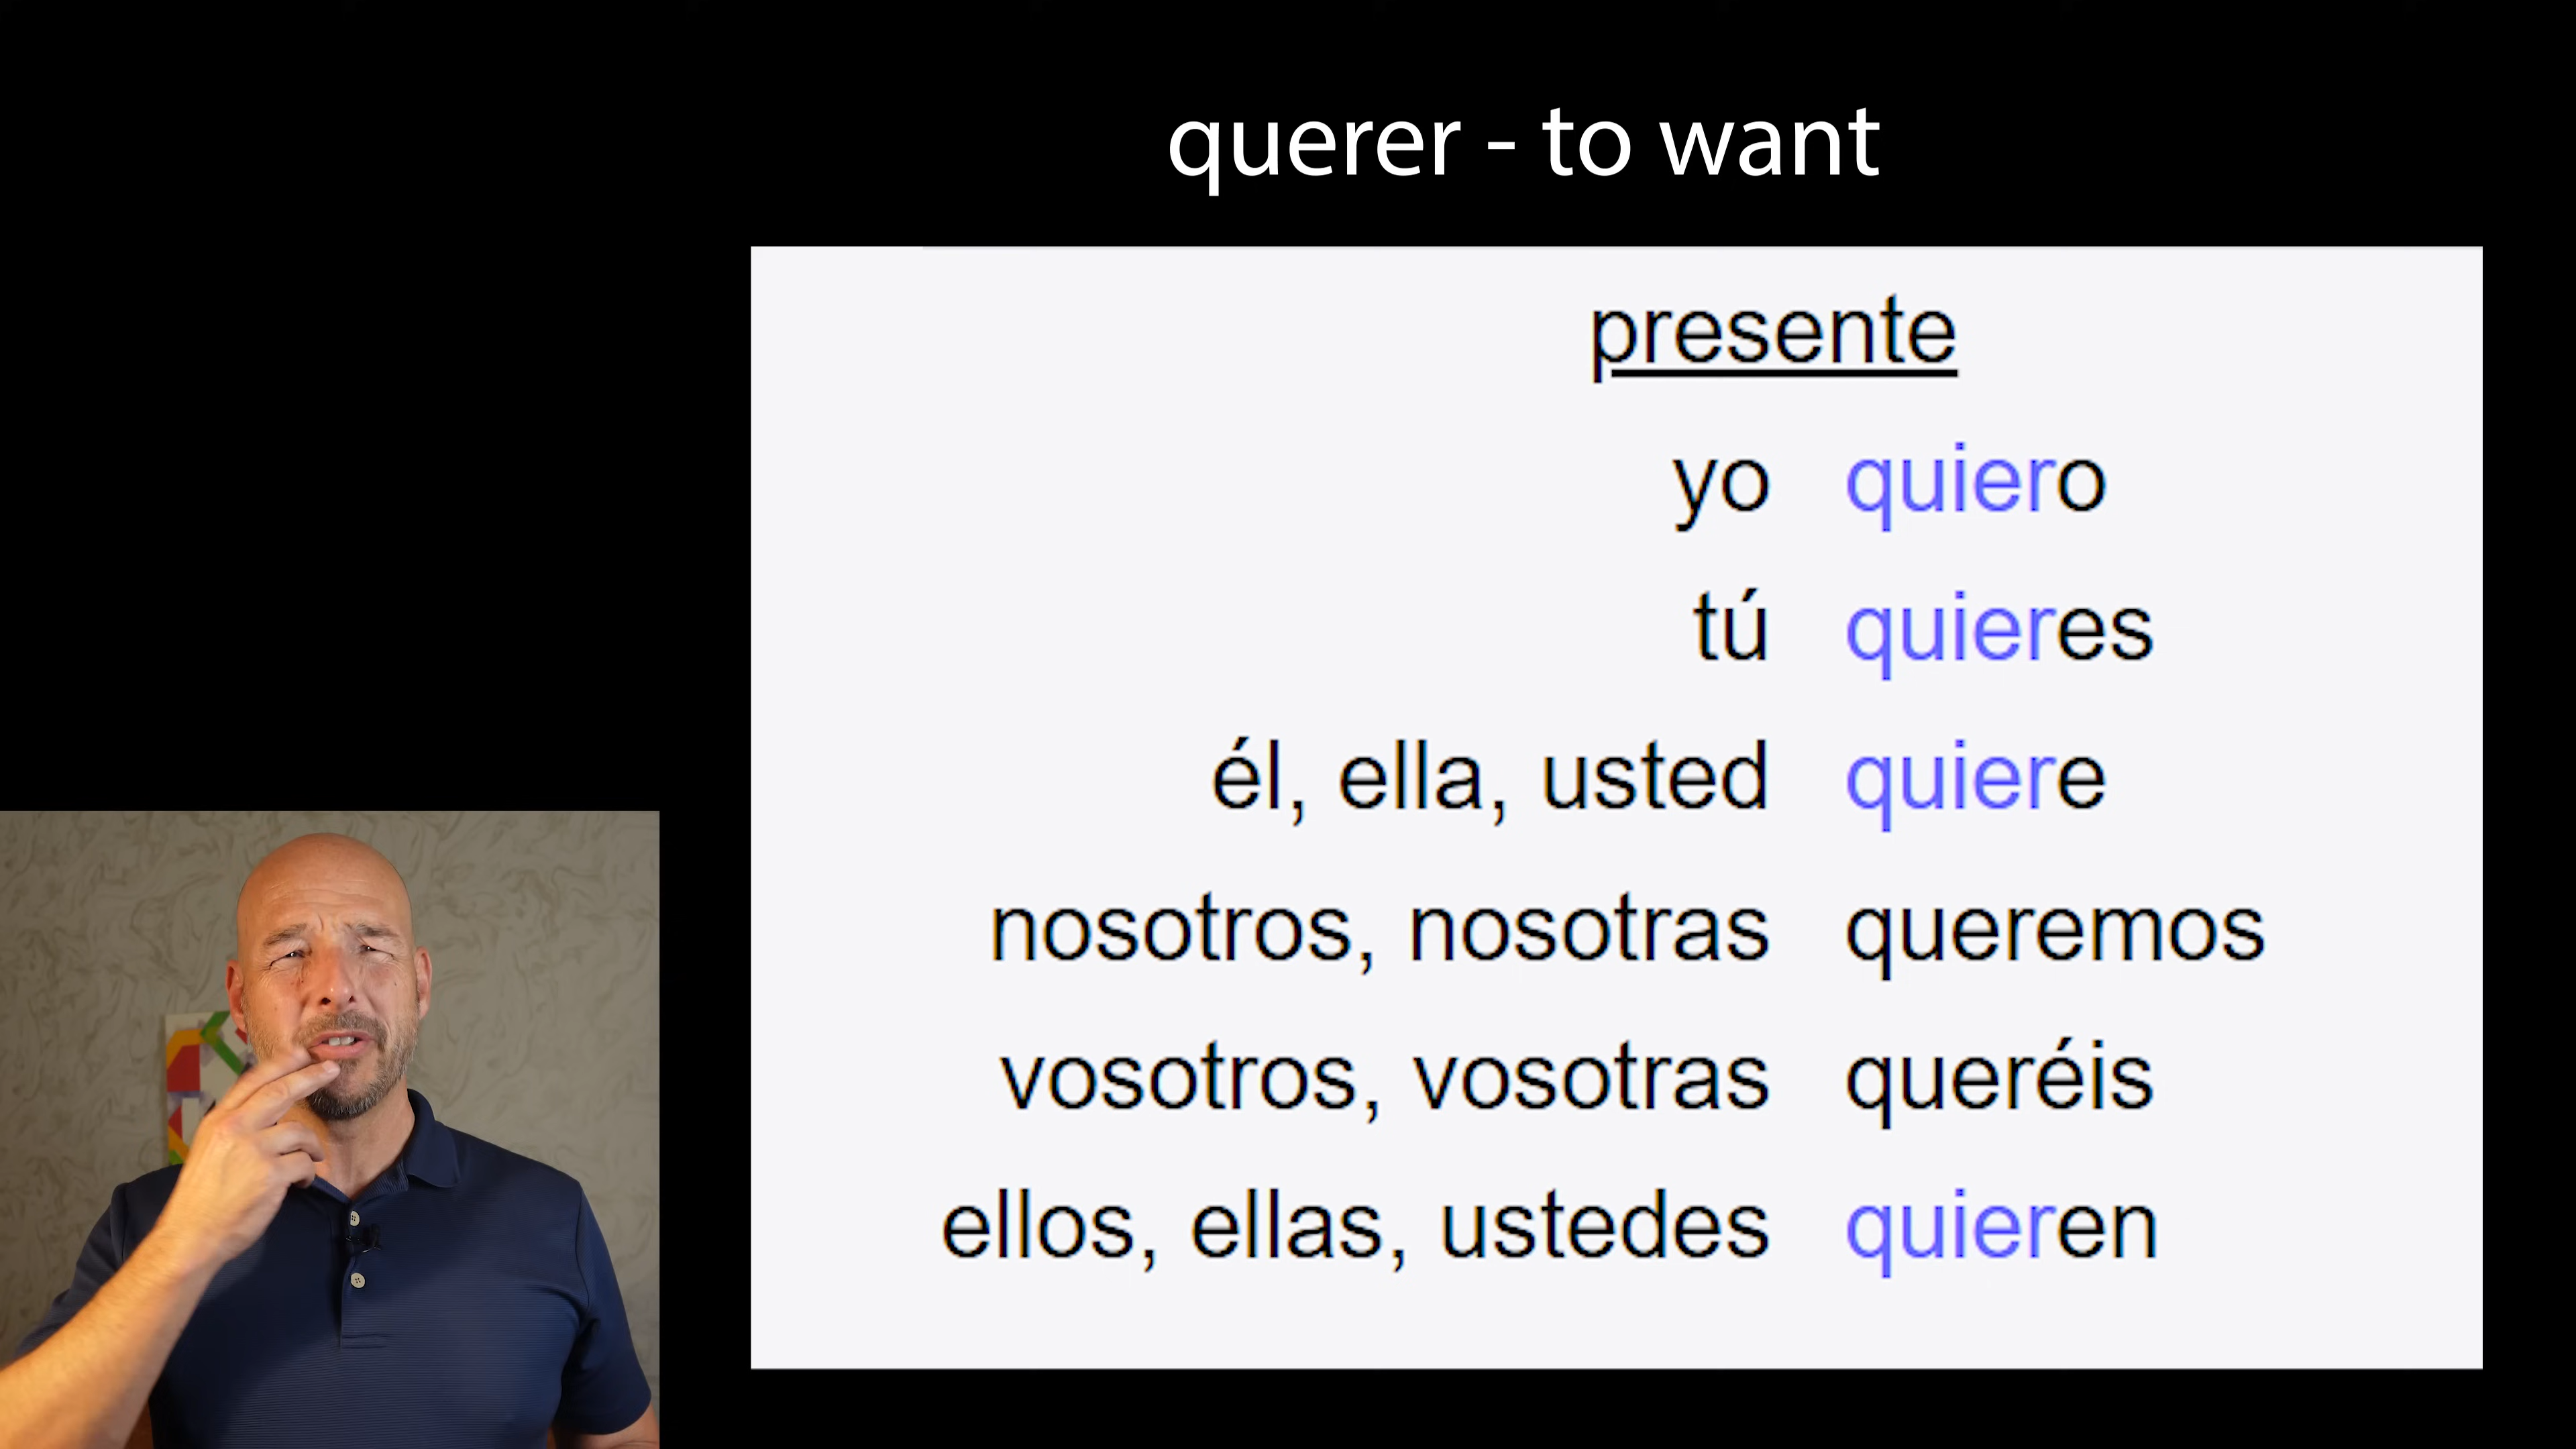 querer - to want
presente
yo quiero
tú quieres
él, ella, usted quiere
nosotros, nosotras queremos
vosotros, vosotras queréis
ellos, ellas, ustedes quieren